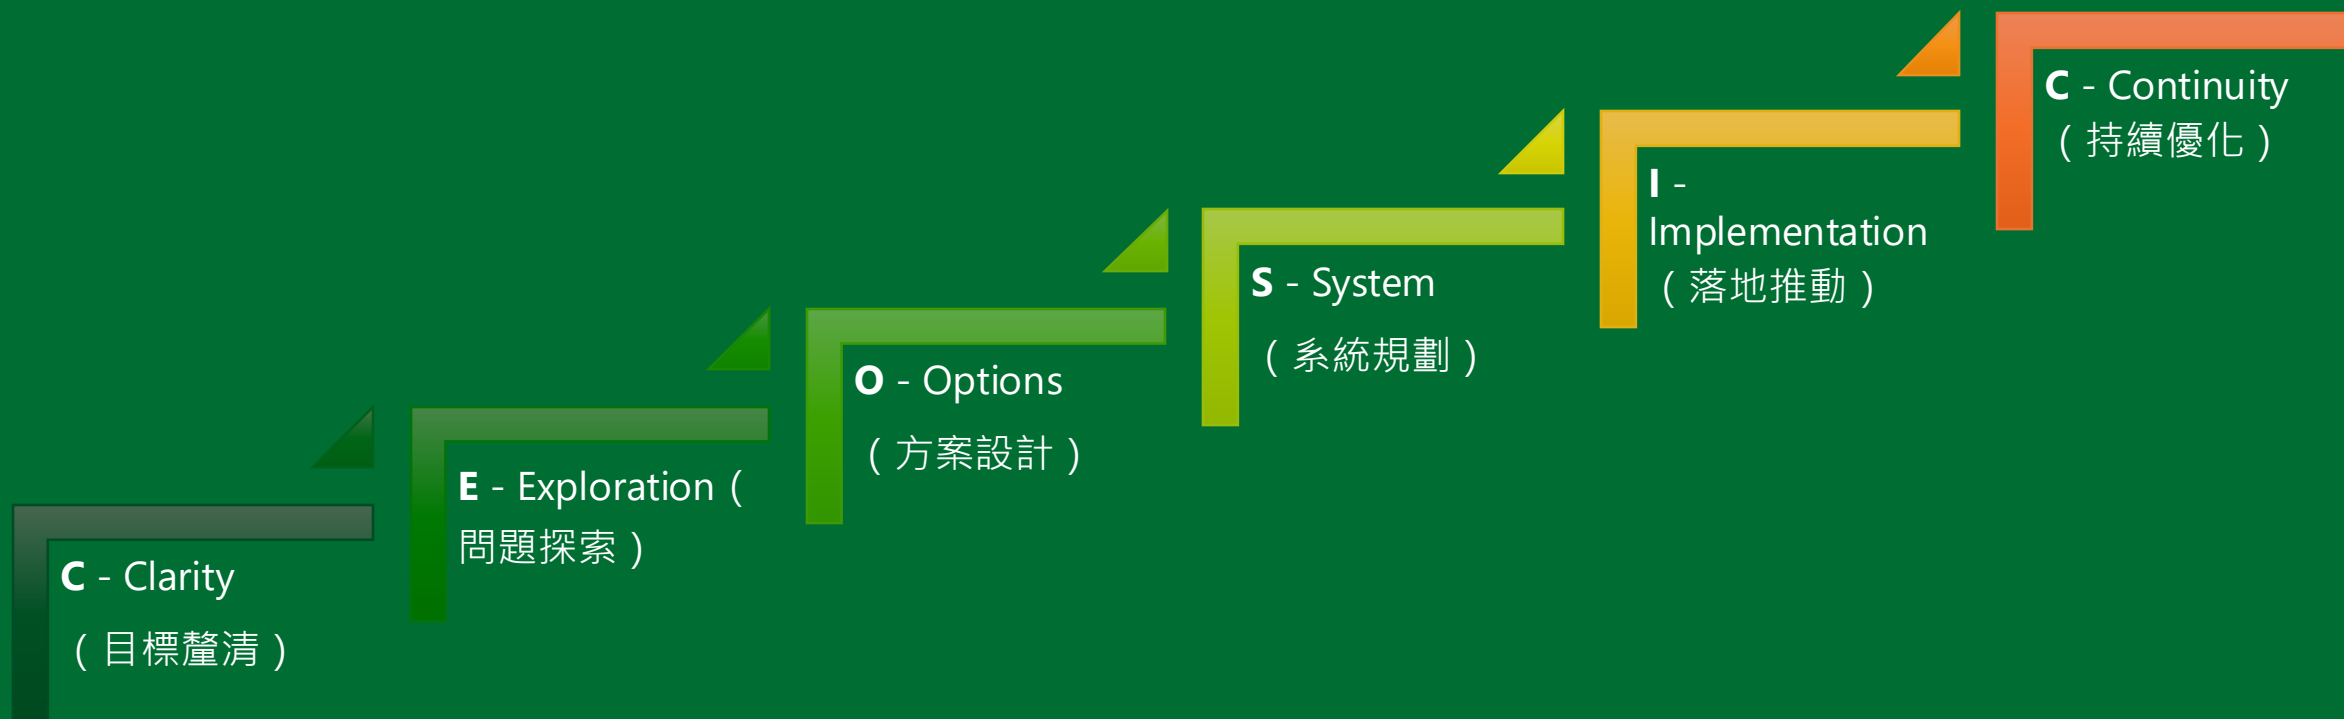 C - Clarity
（目標釐清）
E - Exploration（
問題探索）
O - Options
（方案設計）
S - System
（系統規劃）
I -
Implementation
（落地推動）
C - Continuity
（持續優化）